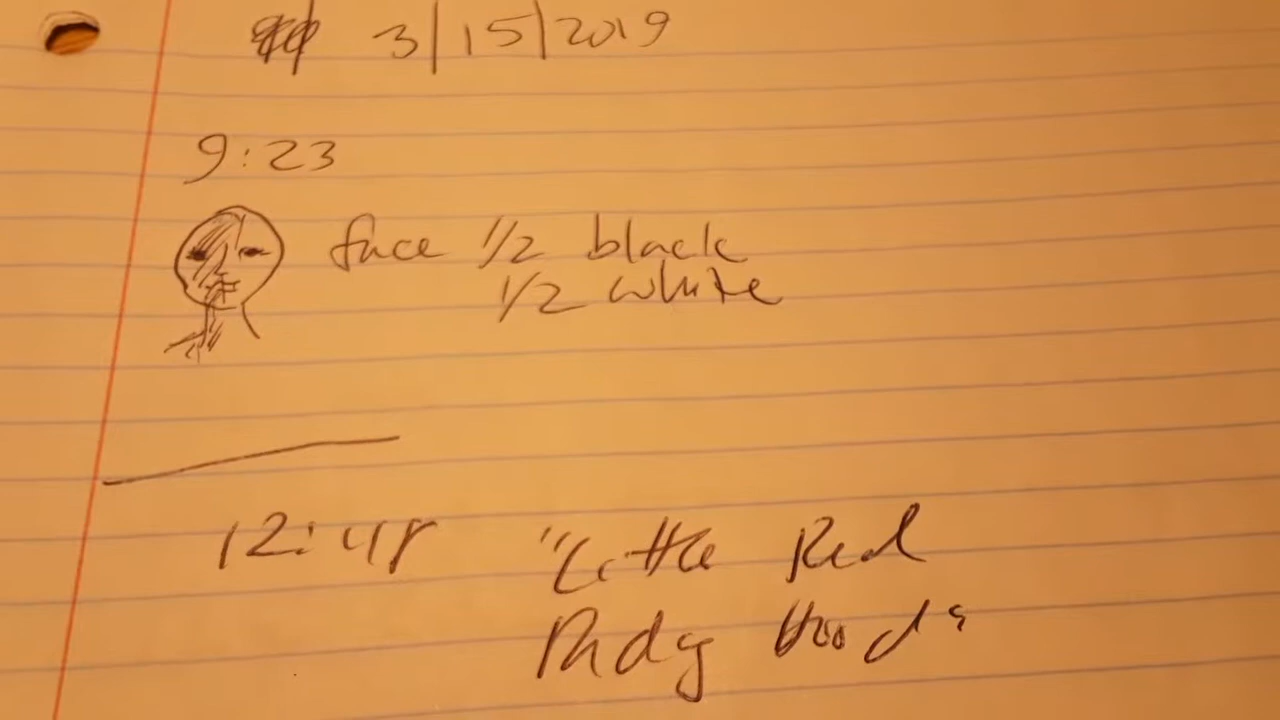 3/15/2019
9:23
face 1/2 black
1/2 white
12:48 "Little Red
Riding Hood"